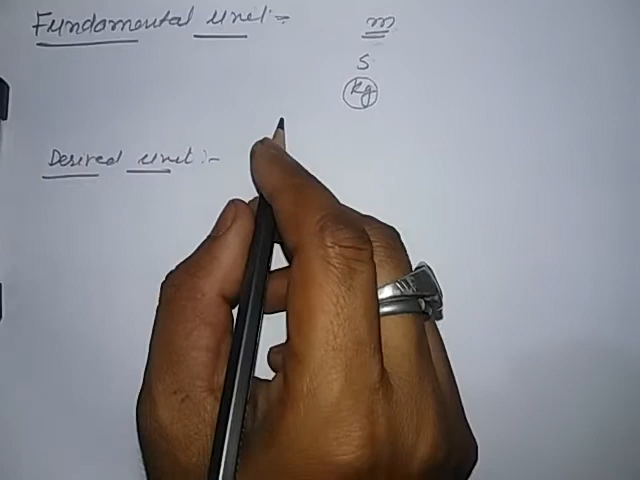 Fundamental unit:-
m
s
kg
Desired unit:-